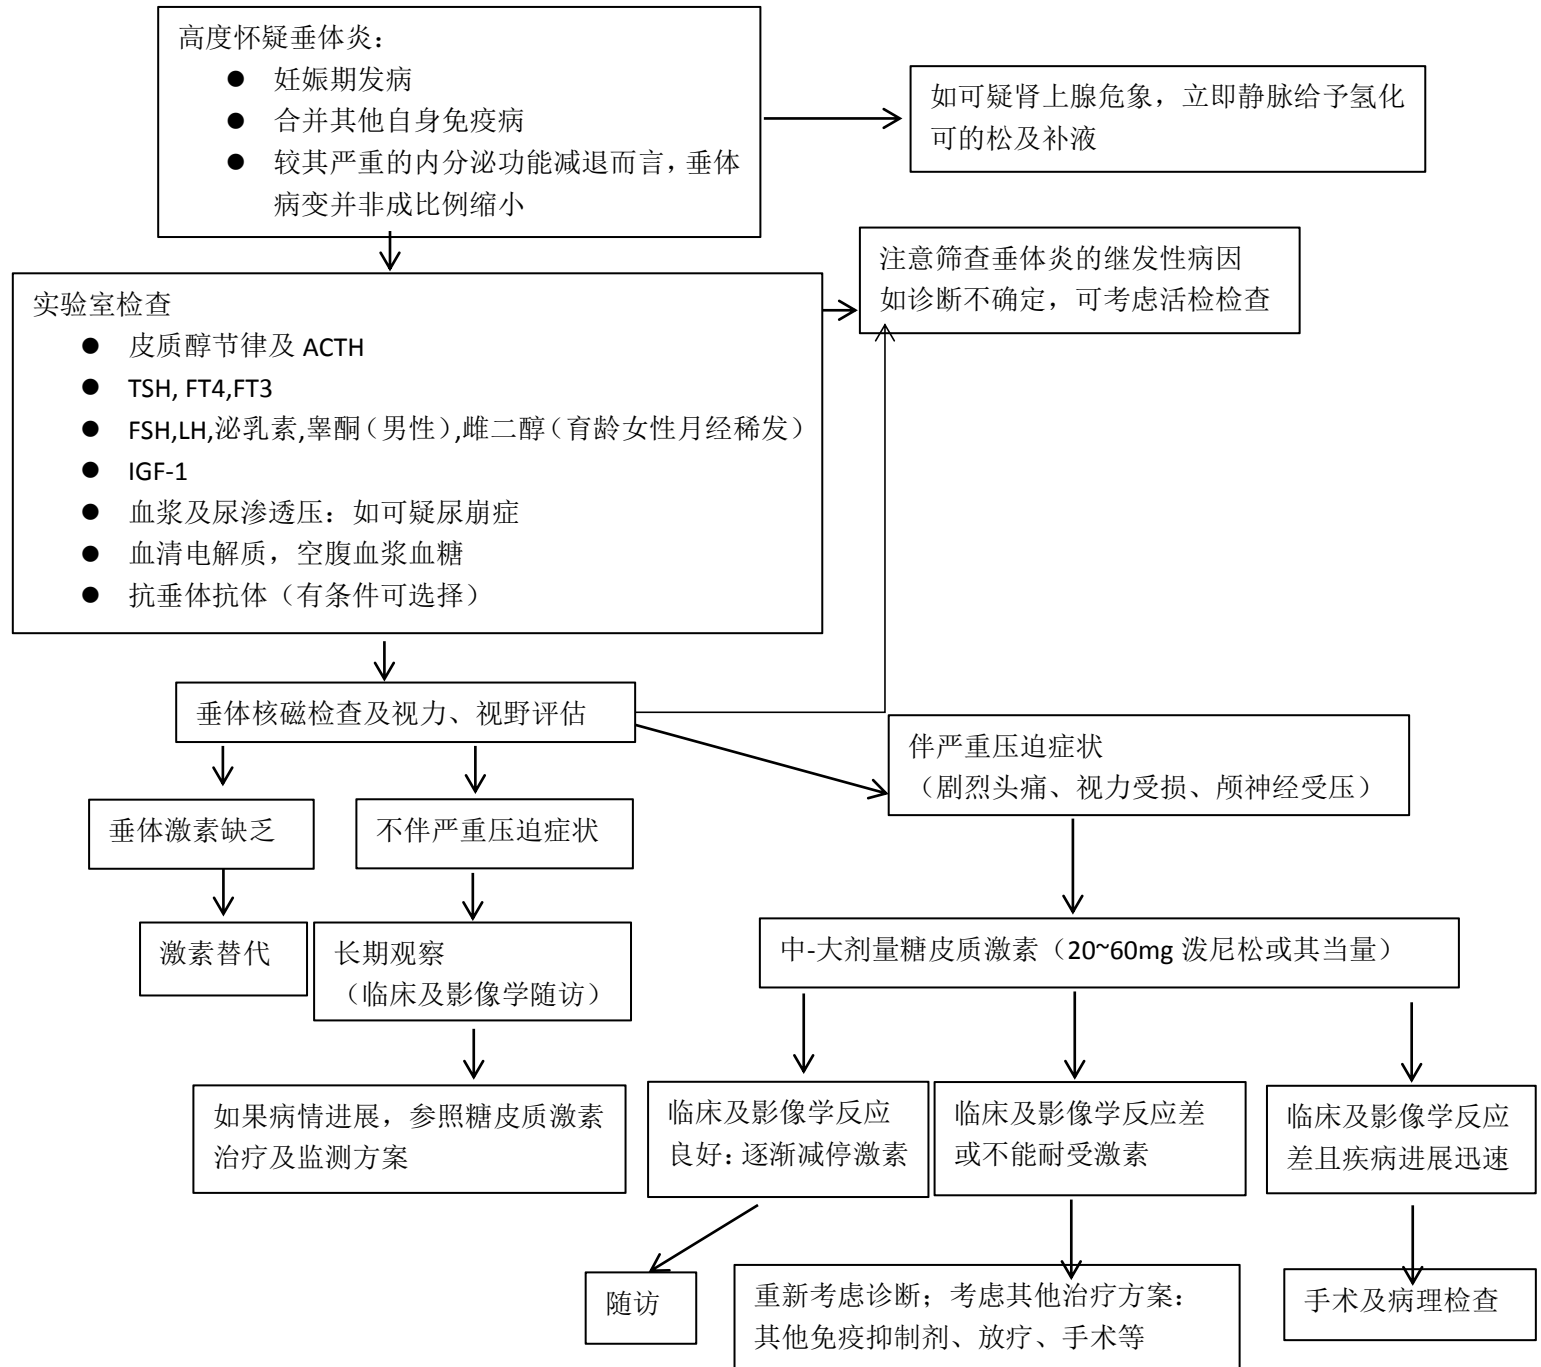 高度怀疑垂体炎：
● 妊娠期发病
● 合并其他自身免疫病
● 较其严重的内分泌功能减退而言，垂体
病变并非成比例缩小
如可疑肾上腺危象，立即静脉给予氢化
可的松及补液
注意筛查垂体炎的继发性病因
如诊断不确定，可考虑活检检查
实验室检查
● 皮质醇节律及 ACTH
● TSH, FT4,FT3
● FSH,LH,泌乳素,睾酮（男性）,雌二醇（育龄女性月经稀发）
● IGF-1
● 血浆及尿渗透压：如可疑尿崩症
● 血清电解质，空腹血浆血糖
● 抗垂体抗体（有条件可选择）
垂体核磁检查及视力、视野评估
伴严重压迫症状
（剧烈头痛、视力受损、颅神经受压）
垂体激素缺乏
不伴严重压迫症状
激素替代
长期观察
（临床及影像学随访）
中-大剂量糖皮质激素（20~60mg 泼尼松或其当量）
如果病情进展，参照糖皮质激素
治疗及监测方案
临床及影像学反应
良好：逐渐减停激素
临床及影像学反应差
或不能耐受激素
临床及影像学反应
差且疾病进展迅速
随访
重新考虑诊断；考虑其他治疗方案：
其他免疫抑制剂、放疗、手术等
手术及病理检查